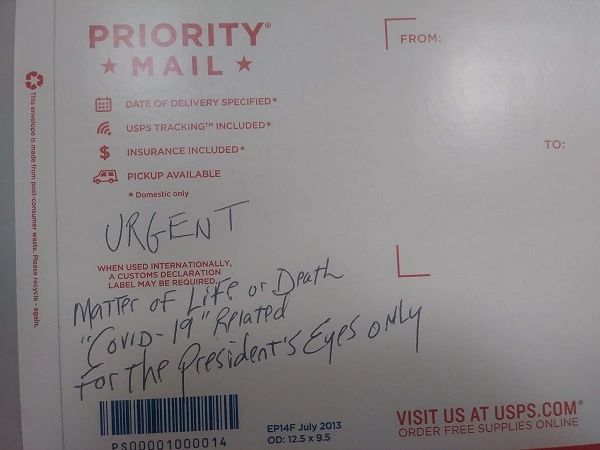 PRIORITY®
★ MAIL ★
FROM:
TO:
DATE OF DELIVERY SPECIFIED*
USPS TRACKING™ INCLUDED*
$ INSURANCE INCLUDED*
PICKUP AVAILABLE
* Domestic only
URGENT
WHEN USED INTERNATIONALLY,
A CUSTOMS DECLARATION
LABEL MAY BE REQUIRED.
Matter of Life or Death
"Covid-19" Related
For The President's Eyes only
PS00001000014
EP14F July 2013
OD: 12.5 x 9.5
VISIT US AT USPS.COM®
ORDER FREE SUPPLIES ONLINE
This envelope is made from post-consumer waste. Please recycle - again.